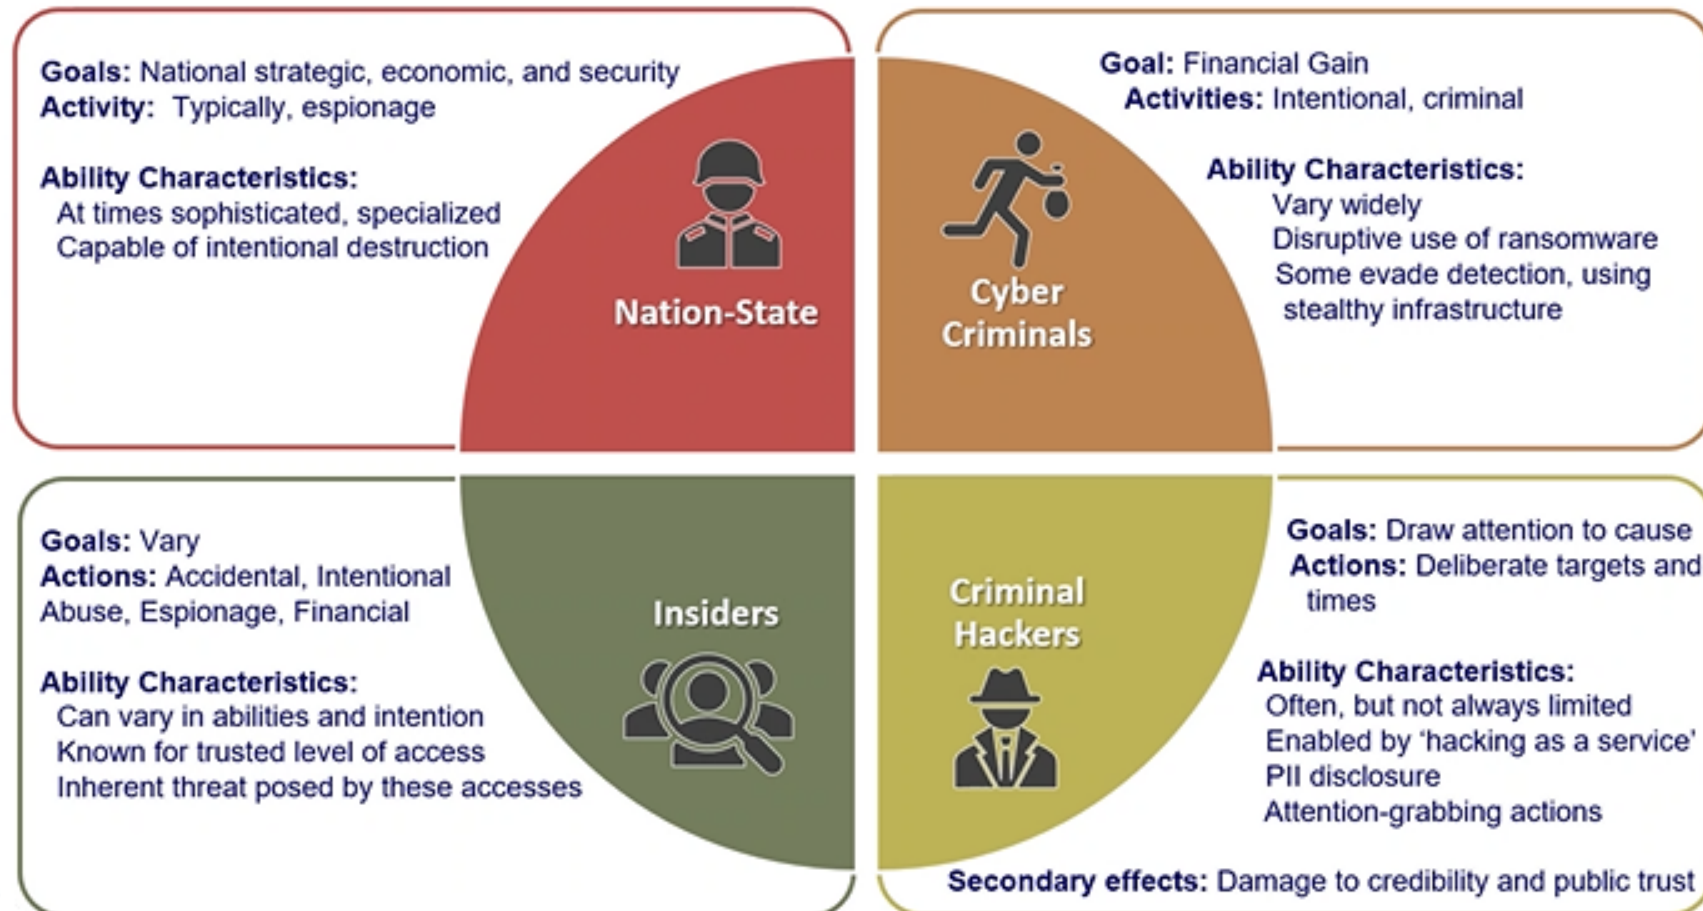 Goals: National strategic, economic, and security
Activity: Typically, espionage
Ability Characteristics:
At times sophisticated, specialized
Capable of intentional destruction
Nation-State
Goal: Financial Gain
Activities: Intentional, criminal
Ability Characteristics:
Vary widely
Disruptive use of ransomware
Some evade detection, using
stealthy infrastructure
Cyber
Criminals
Goals: Vary
Actions: Accidental, Intentional
Abuse, Espionage, Financial
Ability Characteristics:
Can vary in abilities and intention
Known for trusted level of access
Inherent threat posed by these accesses
Insiders
Criminal
Hackers
Goals: Draw attention to cause
Actions: Deliberate targets and
times
Ability Characteristics:
Often, but not always limited
Enabled by ‘hacking as a service’
PII disclosure
Attention-grabbing actions
Secondary effects: Damage to credibility and public trust